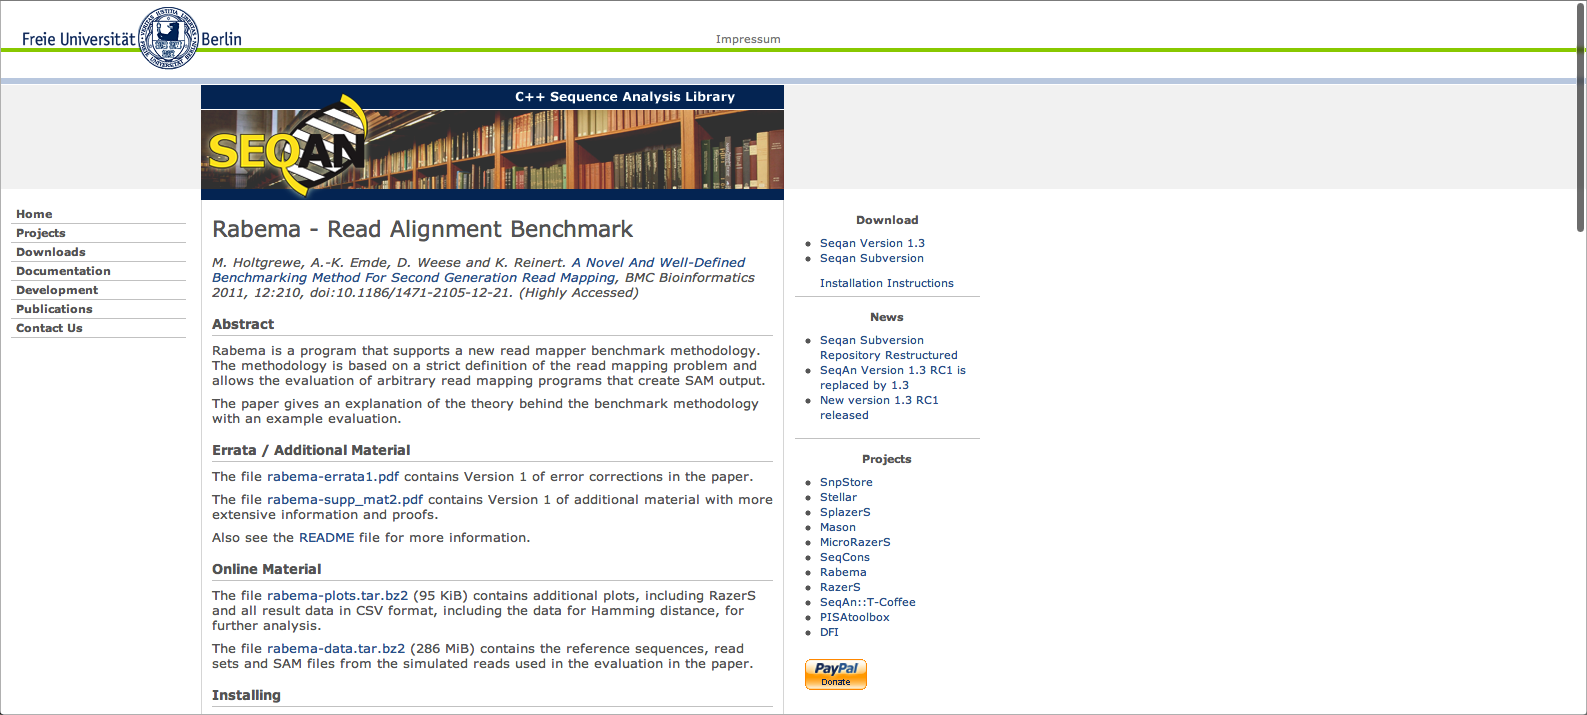 Freie Universität Berlin
Impressum
C++ Sequence Analysis Library
SEQAN
Home
Projects
Downloads
Documentation
Development
Publications
Contact Us
Rabema - Read Alignment Benchmark
M. Holtgrewe, A.-K. Emde, D. Weese and K. Reinert. A Novel And Well-Defined
Benchmarking Method For Second Generation Read Mapping, BMC Bioinformatics
2011, 12:210, doi:10.1186/1471-2105-12-21. (Highly Accessed)
Abstract
Rabema is a program that supports a new read mapper benchmark methodology.
The methodology is based on a strict definition of the read mapping problem and
allows the evaluation of arbitrary read mapping programs that create SAM output.
The paper gives an explanation of the theory behind the benchmark methodology
with an example evaluation.
Errata / Additional Material
The file rabema-errata1.pdf contains Version 1 of error corrections in the paper.
The file rabema-supp_mat2.pdf contains Version 1 of additional material with more
extensive information and proofs.
Also see the README file for more information.
Online Material
The file rabema-plots.tar.bz2 (95 KiB) contains additional plots, including RazerS
and all result data in CSV format, including the data for Hamming distance, for
further analysis.
The file rabema-data.tar.bz2 (286 MiB) contains the reference sequences, read
sets and SAM files from the simulated reads used in the evaluation in the paper.
Installing
Download
Seqan Version 1.3
Seqan Subversion
Installation Instructions
News
Seqan Subversion
Repository Restructured
SeqAn Version 1.3 RC1 is
replaced by 1.3
New version 1.3 RC1
released
Projects
SnpStore
Stellar
SplazerS
Mason
MicroRazerS
SeqCons
Rabema
RazerS
SeqAn::T-Coffee
PISAtoolbox
DFI
PayPal
Donate